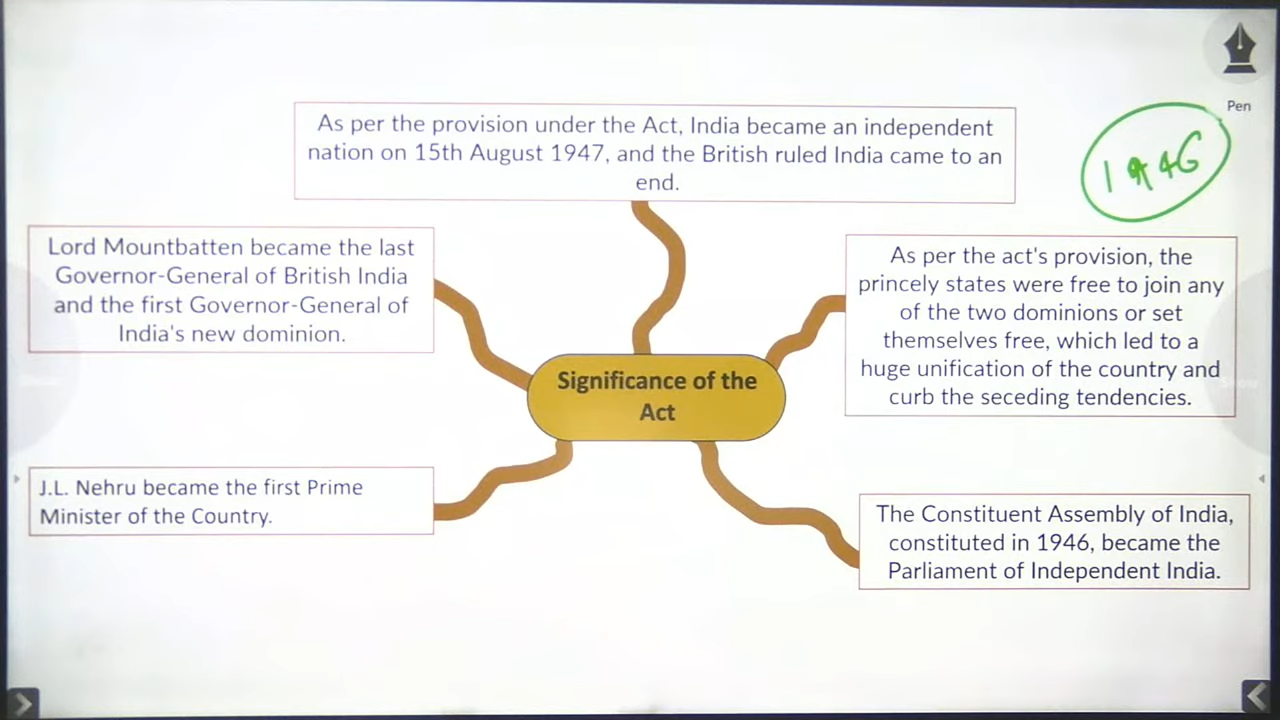 Pen
1946
As per the provision under the Act, India became an independent
nation on 15th August 1947, and the British ruled India came to an
end.
Lord Mountbatten became the last
Governor-General of British India
and the first Governor-General of
India's new dominion.
As per the act's provision, the
princely states were free to join any
of the two dominions or set
themselves free, which led to a
huge unification of the country and
curb the seceding tendencies.
Significance of the
Act
J.L. Nehru became the first Prime
Minister of the Country.
The Constituent Assembly of India,
constituted in 1946, became the
Parliament of Independent India.